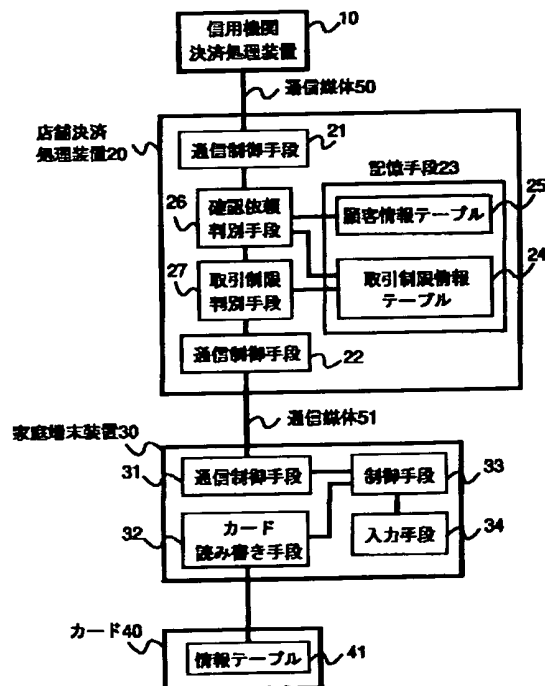 信用機関
決済処理装置
10
通信媒体50
店舗決済
処理装置20
通信制御手段
21
記憶手段23
確認依頼
判別手段
26
顧客情報テーブル
25
取引制限
判別手段
27
取引制限情報
テーブル
24
通信制御手段
22
通信媒体51
家庭端末装置30
通信制御手段
31
制御手段
33
カード
読み書き手段
32
入力手段
34
カード40
情報テーブル
41